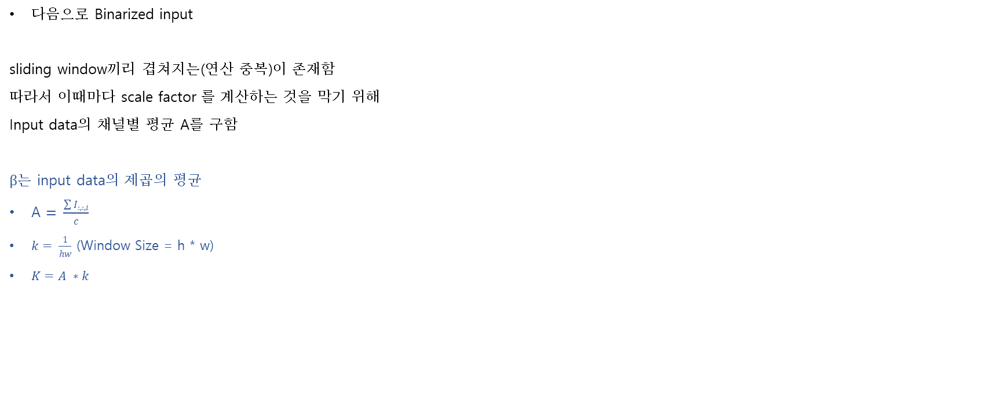 • 다음으로 Binarized input
sliding window끼리 겹쳐지는(연산 중복)이 존재함
따라서 이때마다 scale factor 를 계산하는 것을 막기 위해
Input data의 채널별 평균 A를 구함
β는 input data의 제곱의 평균
• A = \frac{∑ I_{:,:,i}}{c}
• k = \frac{1}{hw} (Window Size = h * w)
• K = A ∗ k